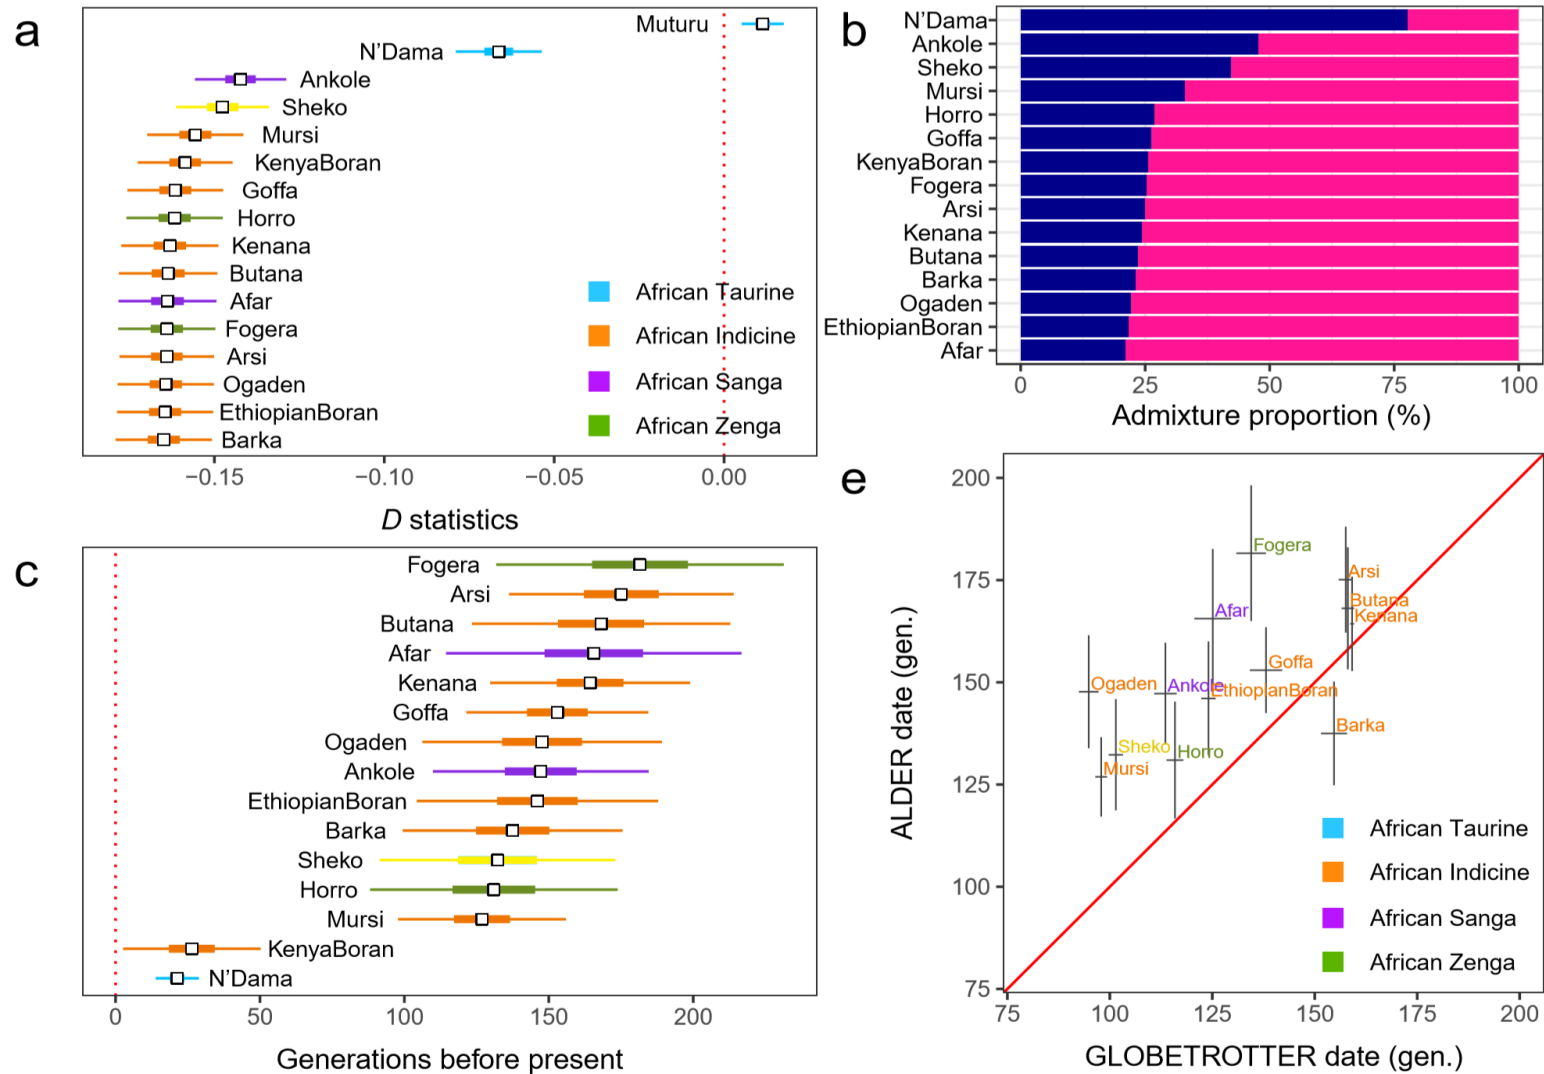 a
Muturu
N’Dama
Ankole
Sheko
Mursi
KenyaBoran
Goffa
Horro
Kenana
Butana
Afar
Fogera
Arsi
Ogaden
EthiopianBoran
Barka
African Taurine
African Indicine
African Sanga
African Zenga
−0.15
−0.10
−0.05
0.00
D statistics
b
N’Dama
Ankole
Sheko
Mursi
Horro
Goffa
KenyaBoran
Fogera
Arsi
Kenana
Butana
Barka
Ogaden
EthiopianBoran
Afar
0
25
50
75
100
Admixture proportion (%)
c
Fogera
Arsi
Butana
Afar
Kenana
Goffa
Ogaden
Ankole
EthiopianBoran
Barka
Sheko
Horro
Mursi
KenyaBoran
N’Dama
0
50
100
150
200
Generations before present
e
200
175
150
125
100
75
ALDER date (gen.)
Fogera
Arsi
Butana
Kenana
Afar
Goffa
Ogaden
Ankole
EthiopianBoran
Barka
Sheko
Horro
Mursi
African Taurine
African Indicine
African Sanga
African Zenga
75
100
125
150
175
200
GLOBETROTTER date (gen.)